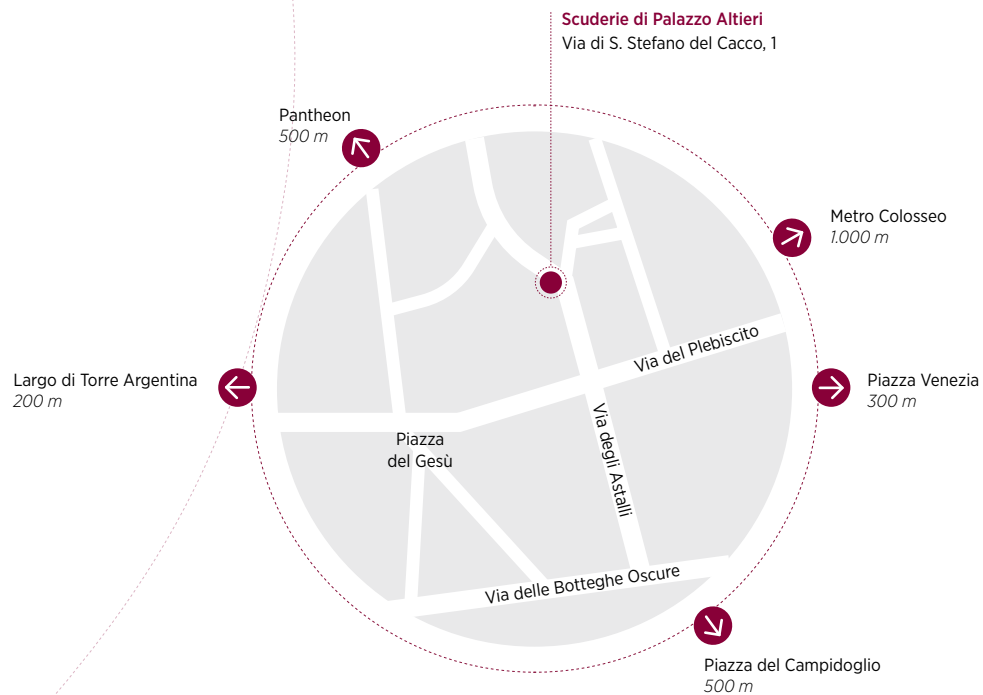 Scuderie di Palazzo Altieri
Via di S. Stefano del Cacco, 1
Pantheon
500 m
Metro Colosseo
1.000 m
Via del Plebiscito
Largo di Torre Argentina
200 m
Piazza Venezia
300 m
Piazza
del Gesù
Via degli Astalli
Via delle Botteghe Oscure
Piazza del Campidoglio
500 m